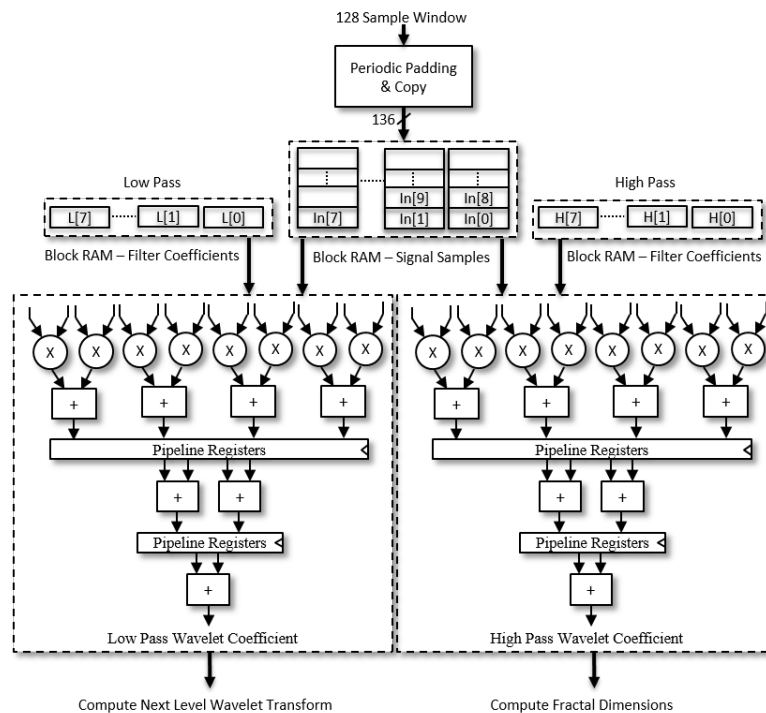 128 Sample Window
Periodic Padding
& Copy
136
Low Pass
High Pass
In[9] In[8]
L[7] L[1] L[0] In[7] In[1] In[0] H[7] H[1] H[0]
Block RAM – Filter Coefficients Block RAM – Signal Samples Block RAM – Filter Coefficients
X X X X X X X X X X X X X X X X
+ + + + + + + +
Pipeline Registers Pipeline Registers
+ + + +
Pipeline Registers Pipeline Registers
+ +
Low Pass Wavelet Coefficient High Pass Wavelet Coefficient
Compute Next Level Wavelet Transform Compute Fractal Dimensions